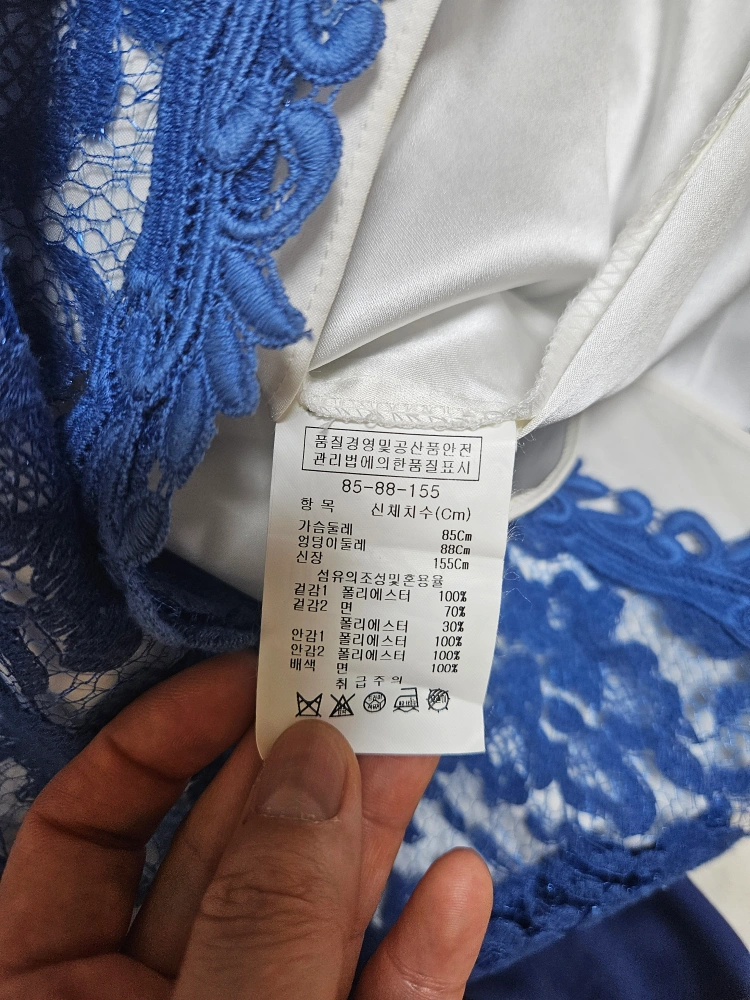 품질경영및공산품안전
관리법에의한품질표시
85-88-155
항 목 신체치수(Cm)
가슴둘레 85Cm
엉덩이둘레 88Cm
신장 155Cm
섬유의조성및혼용율
겉감1 폴리에스터 100%
겉감2 면 70%
폴리에스터 30%
안감1 폴리에스터 100%
안감2 폴리에스터 100%
배색 면 100%
취급주의